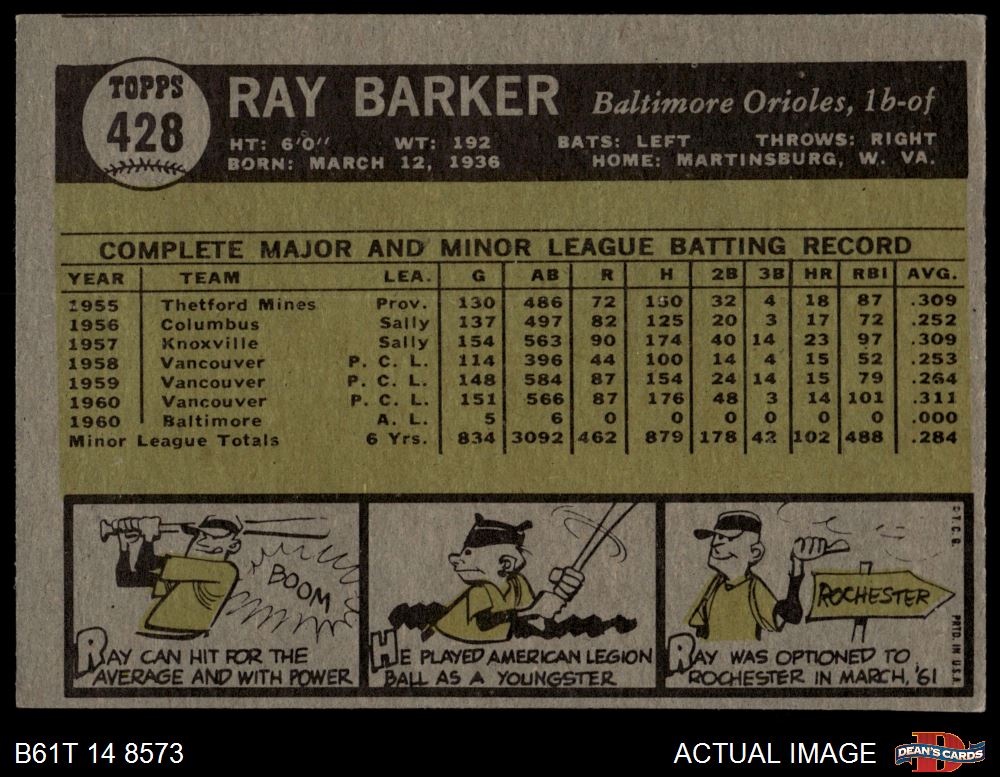 TOPPS
428
RAY BARKER Baltimore Orioles, 1b-of
HT: 6'0" WT: 192 BATS: LEFT THROWS: RIGHT
BORN: MARCH 12, 1936 HOME: MARTINSBURG, W. VA.
COMPLETE MAJOR AND MINOR LEAGUE BATTING RECORD
YEAR TEAM LEA. G AB R H 2B 3B HR RBI AVG.
1955 Thetford Mines Prov. 130 486 72 150 32 4 18 87 .309
1956 Columbus Sally 137 497 82 125 20 3 17 72 .252
1957 Knoxville Sally 154 563 90 174 40 14 23 97 .309
1958 Vancouver P. C. L. 114 396 44 100 14 4 15 52 .253
1959 Vancouver P. C. L. 148 584 87 154 24 14 15 79 .264
1960 Vancouver P. C. L. 151 566 87 176 48 3 14 101 .311
1960 Baltimore A. L. 5 6 0 0 0 0 0 0 .000
Minor League Totals 6 Yrs. 834 3092 462 879 178 42 102 488 .284
BOOM
RAY CAN HIT FOR THE
AVERAGE AND WITH POWER
HE PLAYED AMERICAN LEGION
BALL AS A YOUNGSTER
ROCHESTER
RAY WAS OPTIONED TO
ROCHESTER IN MARCH, '61
© T. C. G.
PRTD. IN U.S.A.
B61T 14 8573
ACTUAL IMAGE
D
DEAN'S CARDS